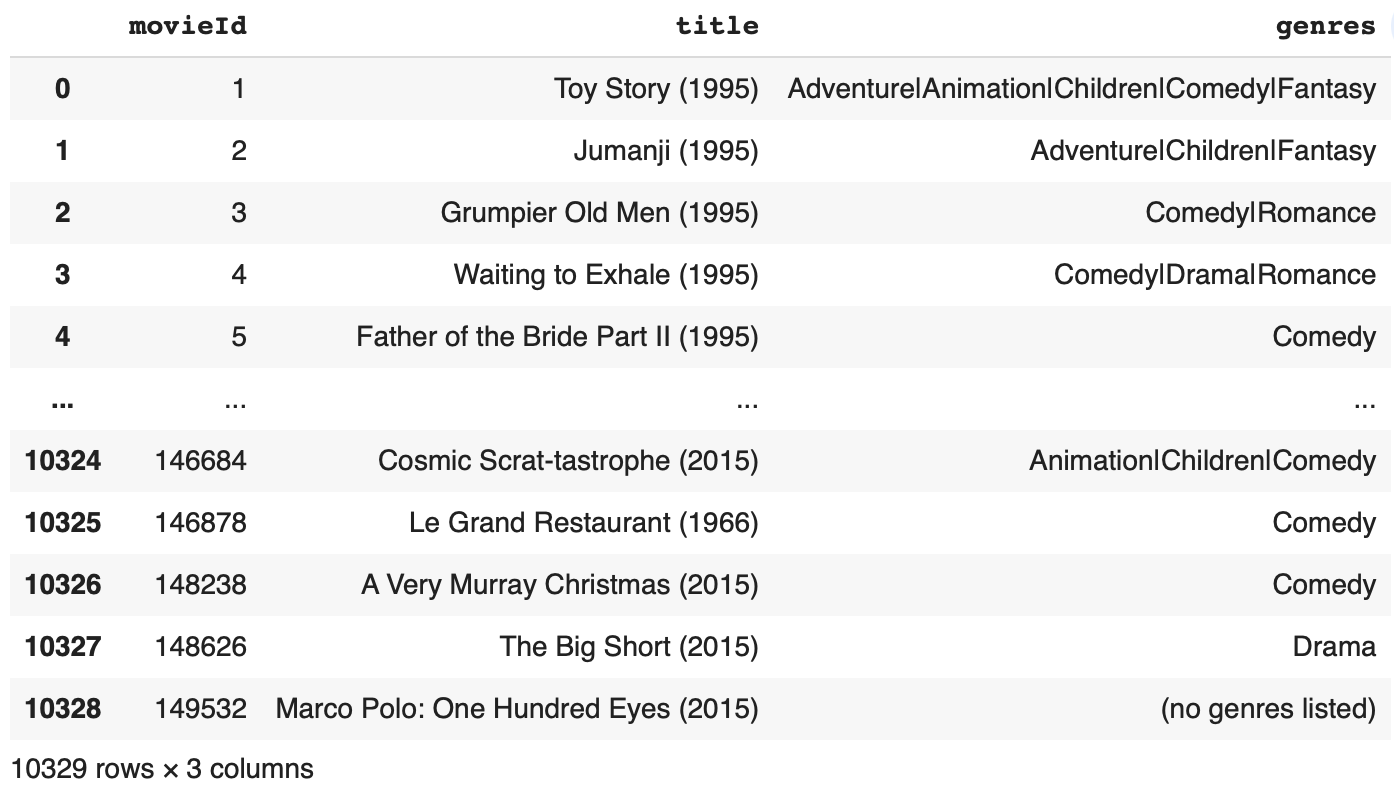 movieId title genres
0 1 Toy Story (1995) Adventure|Animation|Children|Comedy|Fantasy
1 2 Jumanji (1995) Adventure|Children|Fantasy
2 3 Grumpier Old Men (1995) Comedy|Romance
3 4 Waiting to Exhale (1995) Comedy|Drama|Romance
4 5 Father of the Bride Part II (1995) Comedy
... ... ... ...
10324 146684 Cosmic Scrat-tastrophe (2015) Animation|Children|Comedy
10325 146878 Le Grand Restaurant (1966) Comedy
10326 148238 A Very Murray Christmas (2015) Comedy
10327 148626 The Big Short (2015) Drama
10328 149532 Marco Polo: One Hundred Eyes (2015) (no genres listed)
10329 rows × 3 columns